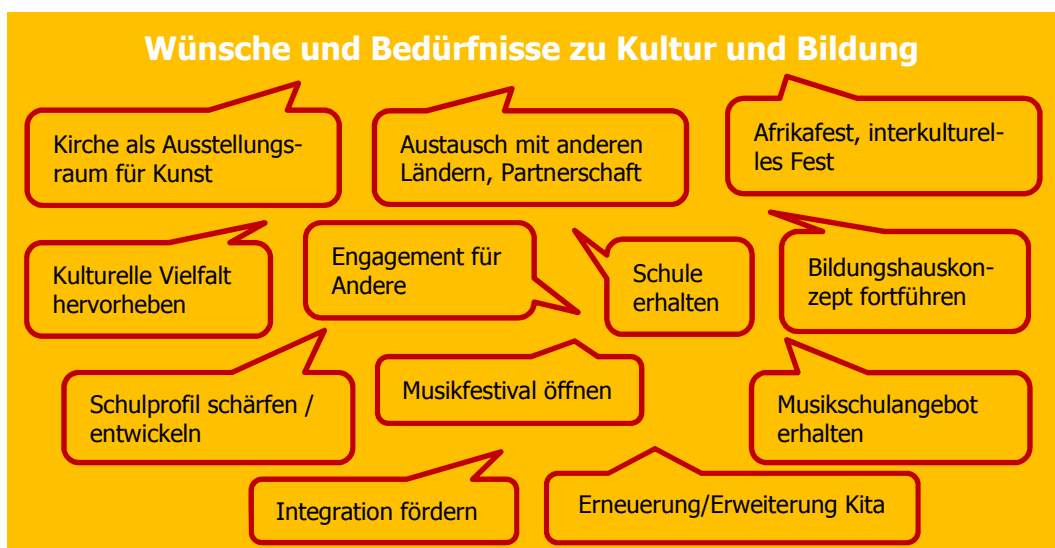 Wünsche und Bedürfnisse zu Kultur und Bildung
Kirche als Ausstellungs-
raum für Kunst
Austausch mit anderen
Ländern, Partnerschaft
Afrikafest, interkulturel-
les Fest
Kulturelle Vielfalt
hervorheben
Engagement für
Andere
Schule
erhalten
Bildungshauskon-
zept fortführen
Schulprofil schärfen /
entwickeln
Musikfestival öffnen
Musikschulangebot
erhalten
Integration fördern
Erneuerung/Erweiterung Kita